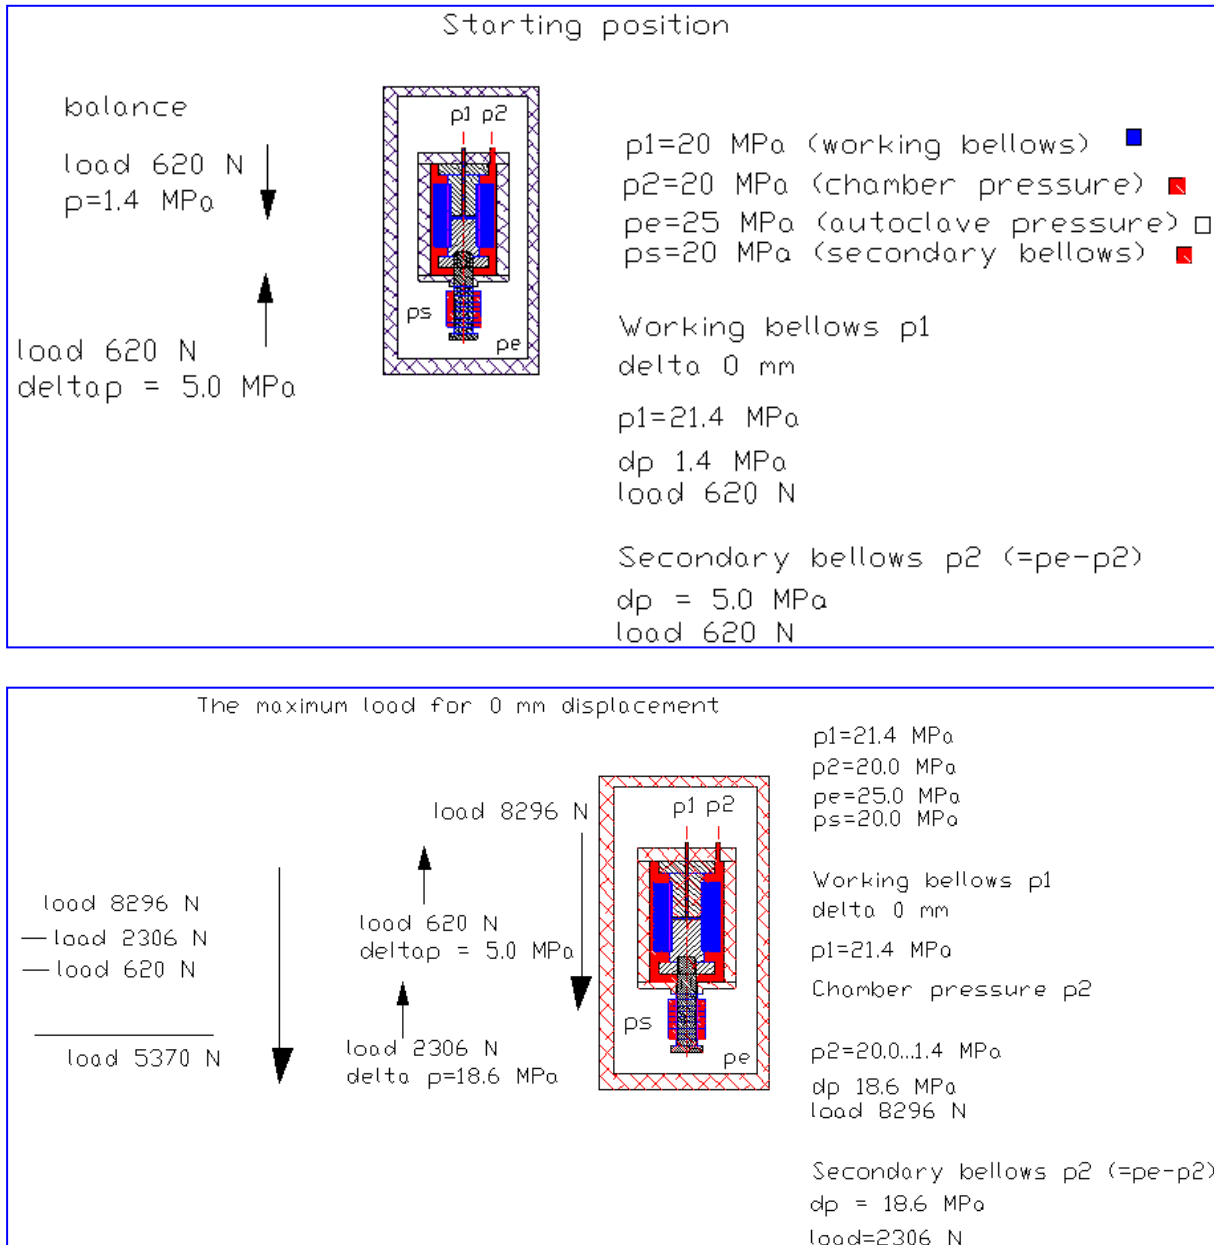 Starting position
balance
load 620 N
p=1.4 MPa
load 620 N
deltap = 5.0 MPa
p1 p2
ps
pe
p1=20 MPa (working bellows)
p2=20 MPa (chamber pressure)
pe=25 MPa (autoclave pressure)
ps=20 MPa (secondary bellows)
Working bellows p1
delta 0 mm
p1=21.4 MPa
dp 1.4 MPa
load 620 N
Secondary bellows p2 (=pe-p2)
dp = 5.0 MPa
load 620 N
The maximum load for 0 mm displacement
load 8296 N
load 2306 N
load 620 N
load 5370 N
load 8296 N
load 620 N
deltap = 5.0 MPa
load 2306 N
delta p=18.6 MPa
p1 p2
ps
pe
p1=21.4 MPa
p2=20.0 MPa
pe=25.0 MPa
ps=20.0 MPa
Working bellows p1
delta 0 mm
p1=21.4 MPa
Chamber pressure p2
p2=20.0...1.4 MPa
dp 18.6 MPa
load 8296 N
Secondary bellows p2 (=pe-p2)
dp = 18.6 MPa
load=2306 N